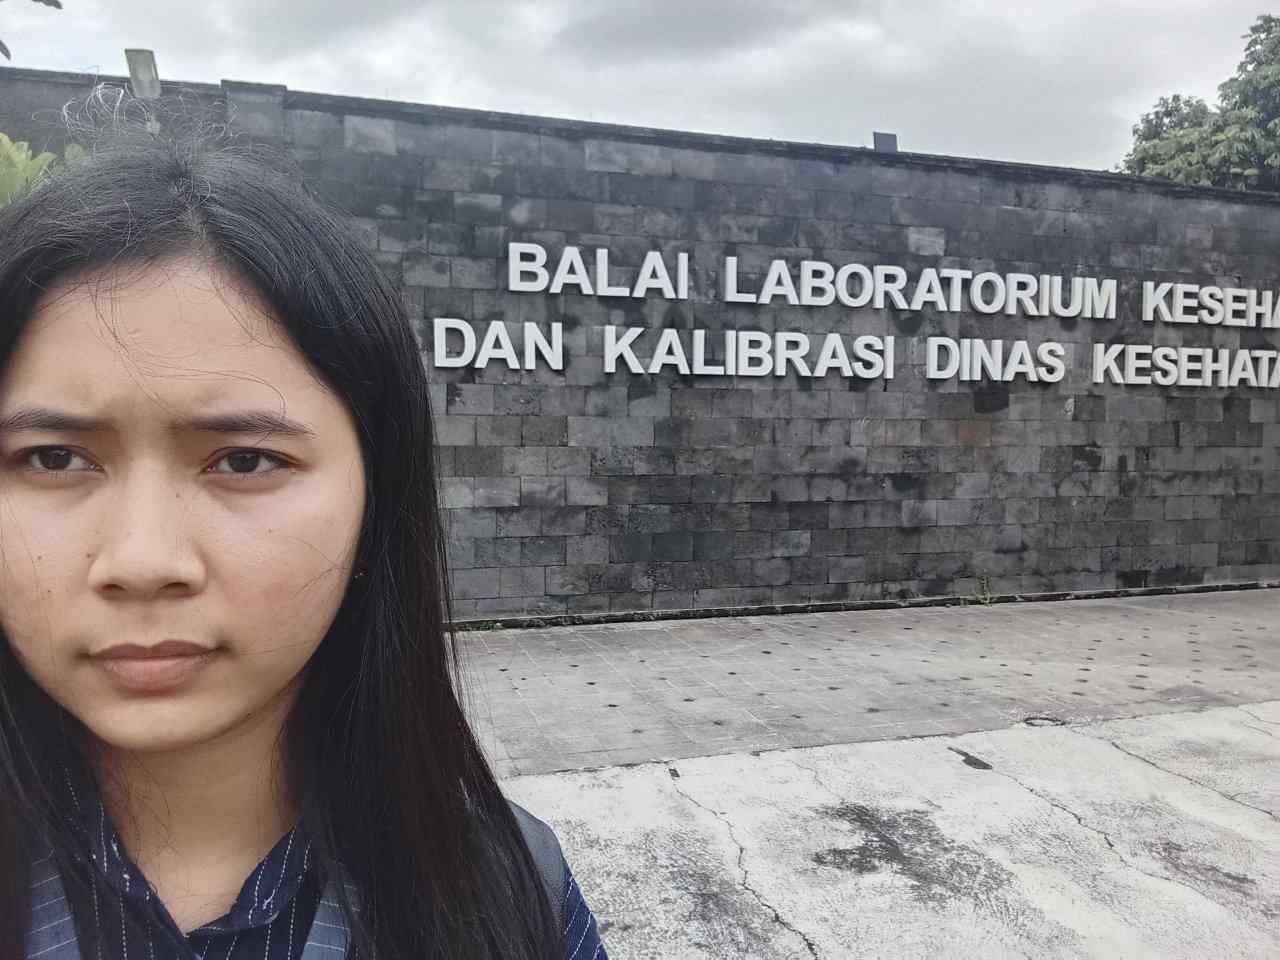 BALAI LABORATORIUM KESEHA
DAN KALIBRASI DINAS KESEHATA